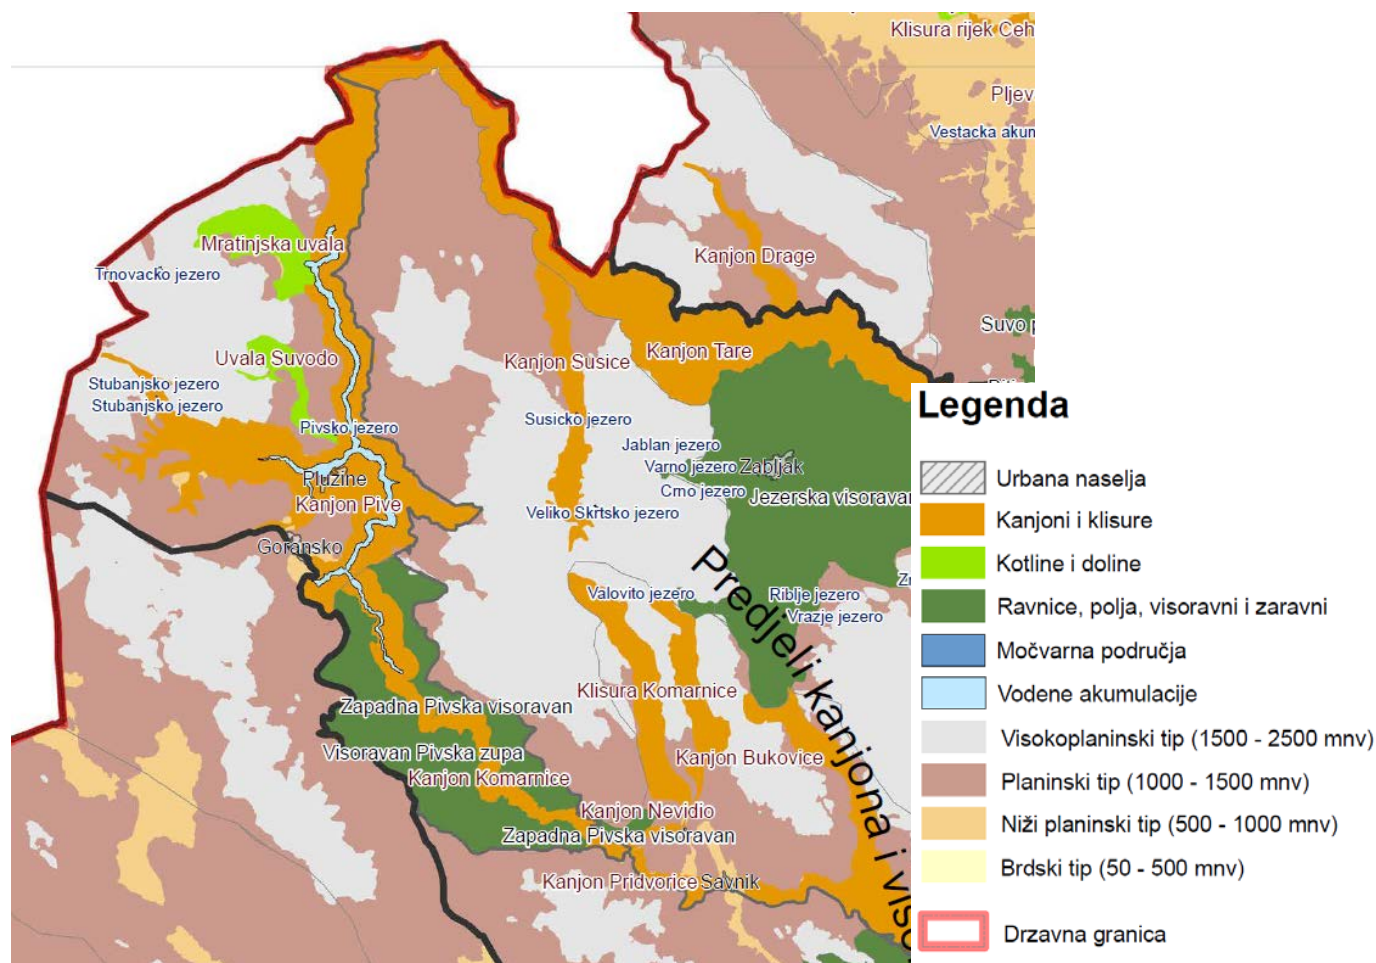 Klisura rijek Ceh
Pljev
Vestacka akum
Mratinjska uvala
Kanjon Drage
Trnovacko jezero
Suvo p
Uvala Suvodo
Kanjon Susice
Kanjon Tare
Stubanjsko jezero
Stubanjsko jezero
Pivsko jezero
Susicko jezero
Jablan jezero
Varno jezero
Zabljak
Pluzine
Crno jezero
Jezerska visoravan
Kanjon Pive
Veliko Skrtsko jezero
Goransko
Valovito jezero
Riblje jezero
Vrazje jezero
Predjeli kanjona i viso
Klisura Komarnice
Zapadna Pivska visoravan
Visoravan Pivska zupa
Kanjon Bukovice
Kanjon Komarnice
Kanjon Nevidio
Zapadna Pivska visoravan
Kanjon Pridvorice
Savnik
Legenda
Urbana naselja
Kanjoni i klisure
Kotline i doline
Ravnice, polja, visoravni i zaravni
Močvarna područja
Vodene akumulacije
Visokoplaninski tip (1500 - 2500 mnv)
Planinski tip (1000 - 1500 mnv)
Niži planinski tip (500 - 1000 mnv)
Brdski tip (50 - 500 mnv)
Drzavna granica